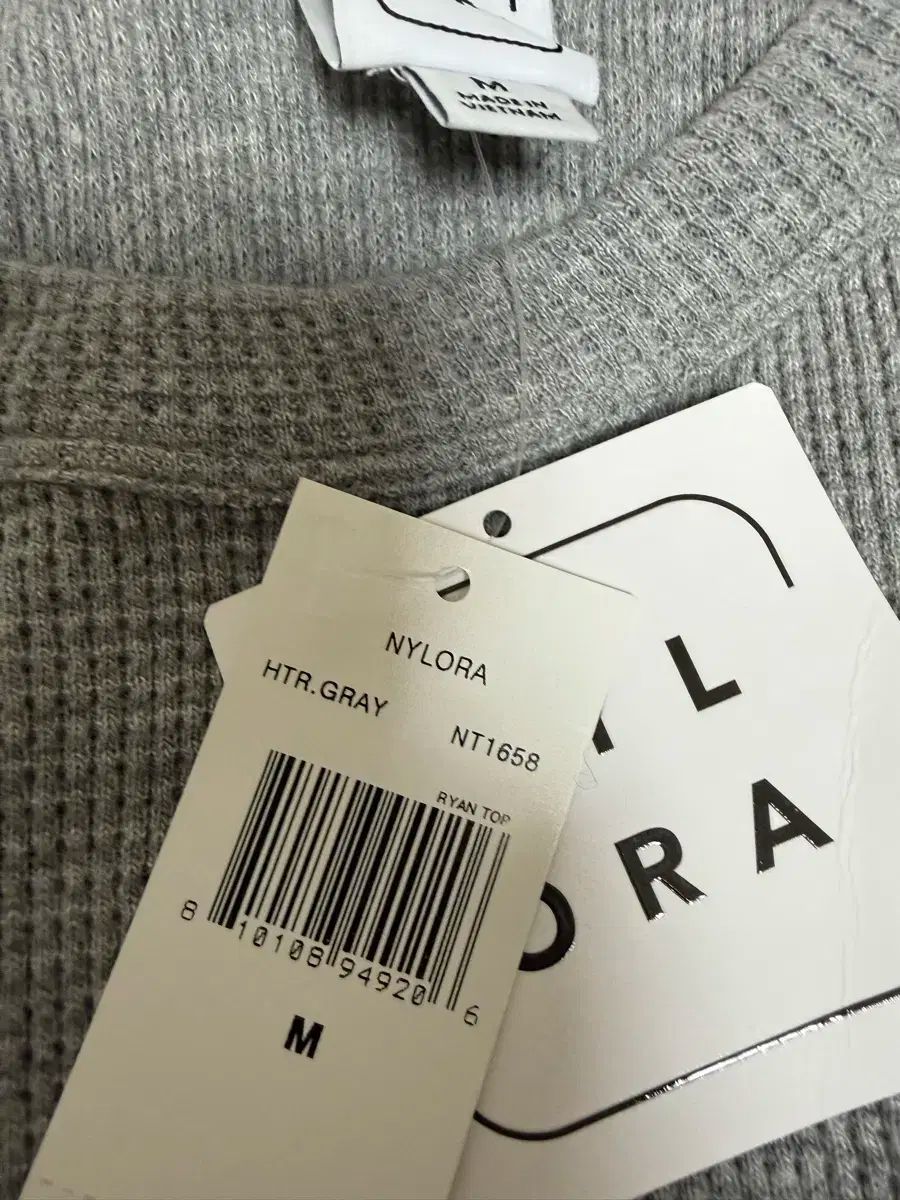 M
MADE IN
VIETNAM
NYLORA
HTR.GRAY
NT1658
RYAN TOP
8 10108 94920 6
M
L
ORA